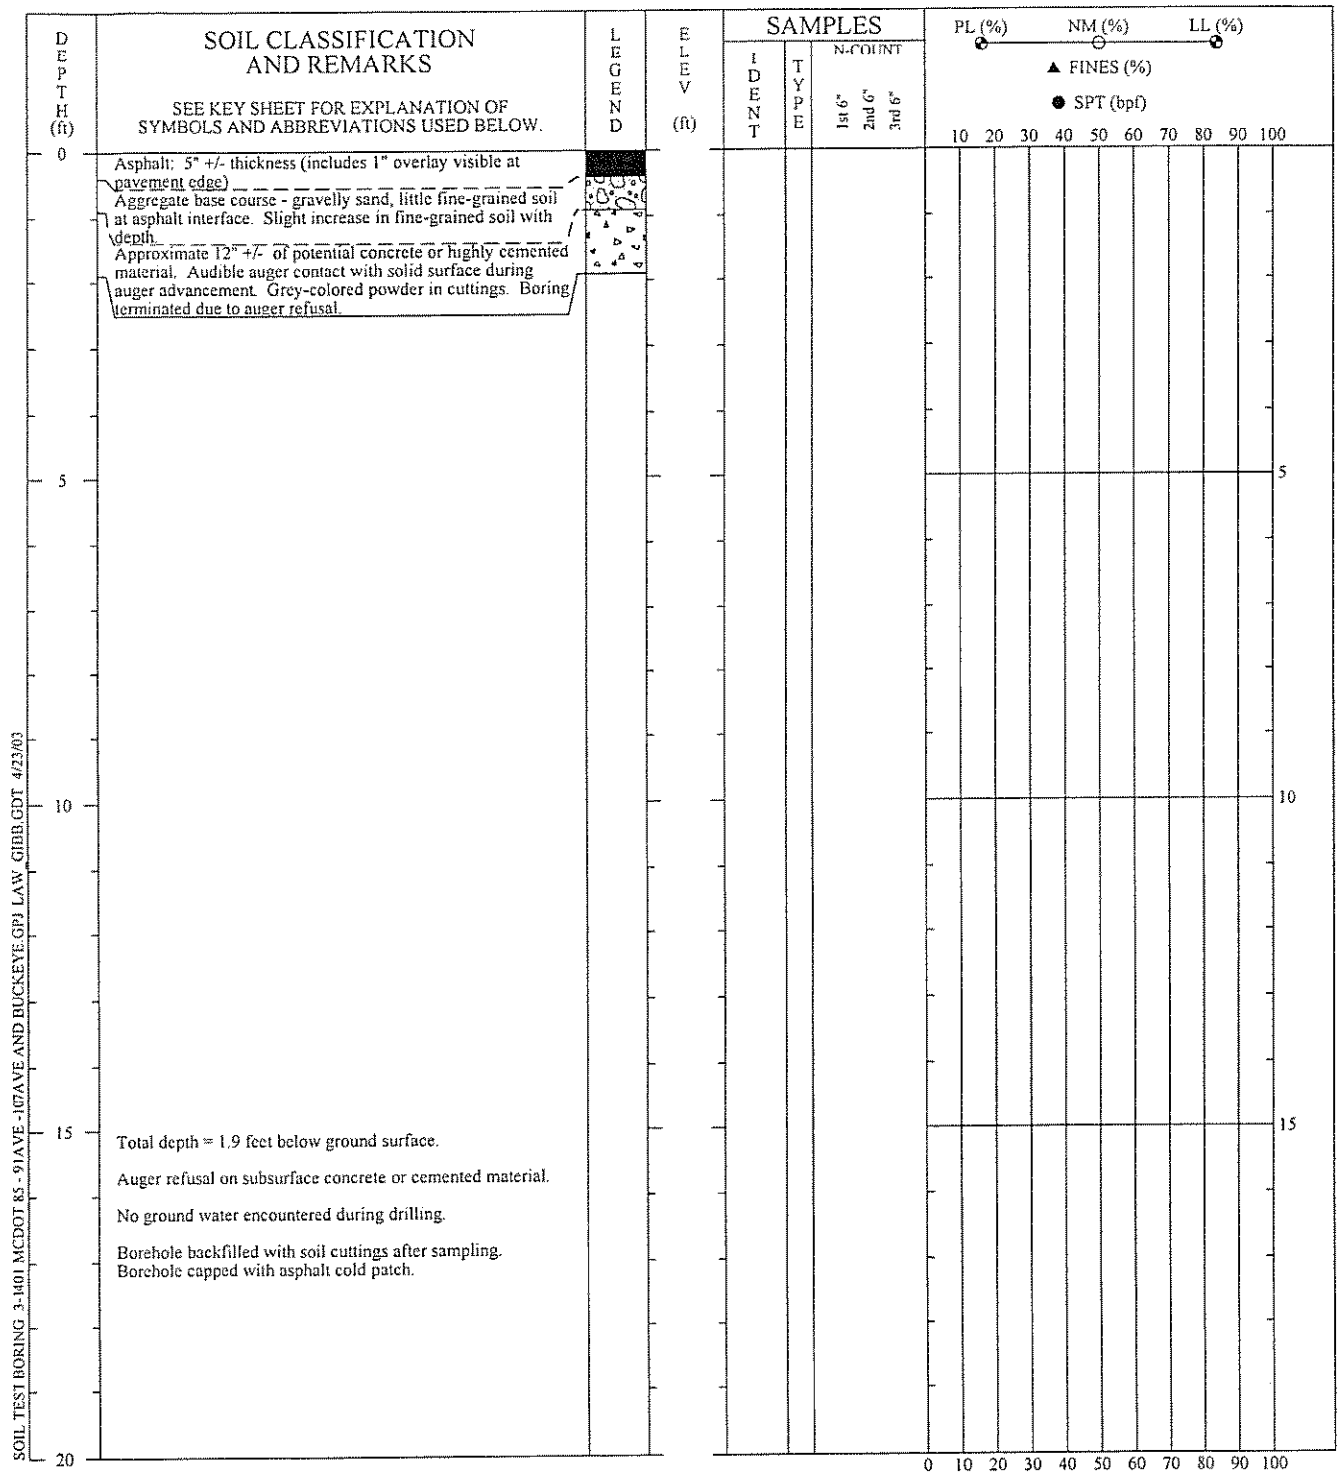 DEPTH
(ft)
SOIL CLASSIFICATION
AND REMARKS
SEE KEY SHEET FOR EXPLANATION OF
SYMBOLS AND ABBREVIATIONS USED BELOW.
LEGEND
ELEV
(ft)
SAMPLES
IDENT
TYPE
N-COUNT
1st 6"
2nd 6"
3rd 6"
PL (%)
NM (%)
LL (%)
▲ FINES (%)
● SPT (bpf)
10 20 30 40 50 60 70 80 90 100
0
Asphalt: 5" +/- thickness (includes 1" overlay visible at
pavement edge)
Aggregate base course - gravelly sand, little fine-grained soil
at asphalt interface. Slight increase in fine-grained soil with
depth.
Approximate 12" +/- of potential concrete or highly cemented
material. Audible auger contact with solid surface during
auger advancement. Grey-colored powder in cuttings. Boring
terminated due to auger refusal.
5
5
10
10
15
15
Total depth = 1.9 feet below ground surface.
Auger refusal on subsurface concrete or cemented material.
No ground water encountered during drilling.
Borehole backfilled with soil cuttings after sampling.
Borehole capped with asphalt cold patch.
20
0 10 20 30 40 50 60 70 80 90 100
SOIL TEST BORING 3-1401 MCDOT 85 - 91AVE -107AVE AND BUCKEYE.GPJ LAW_GIBB.GDT 4/23/03